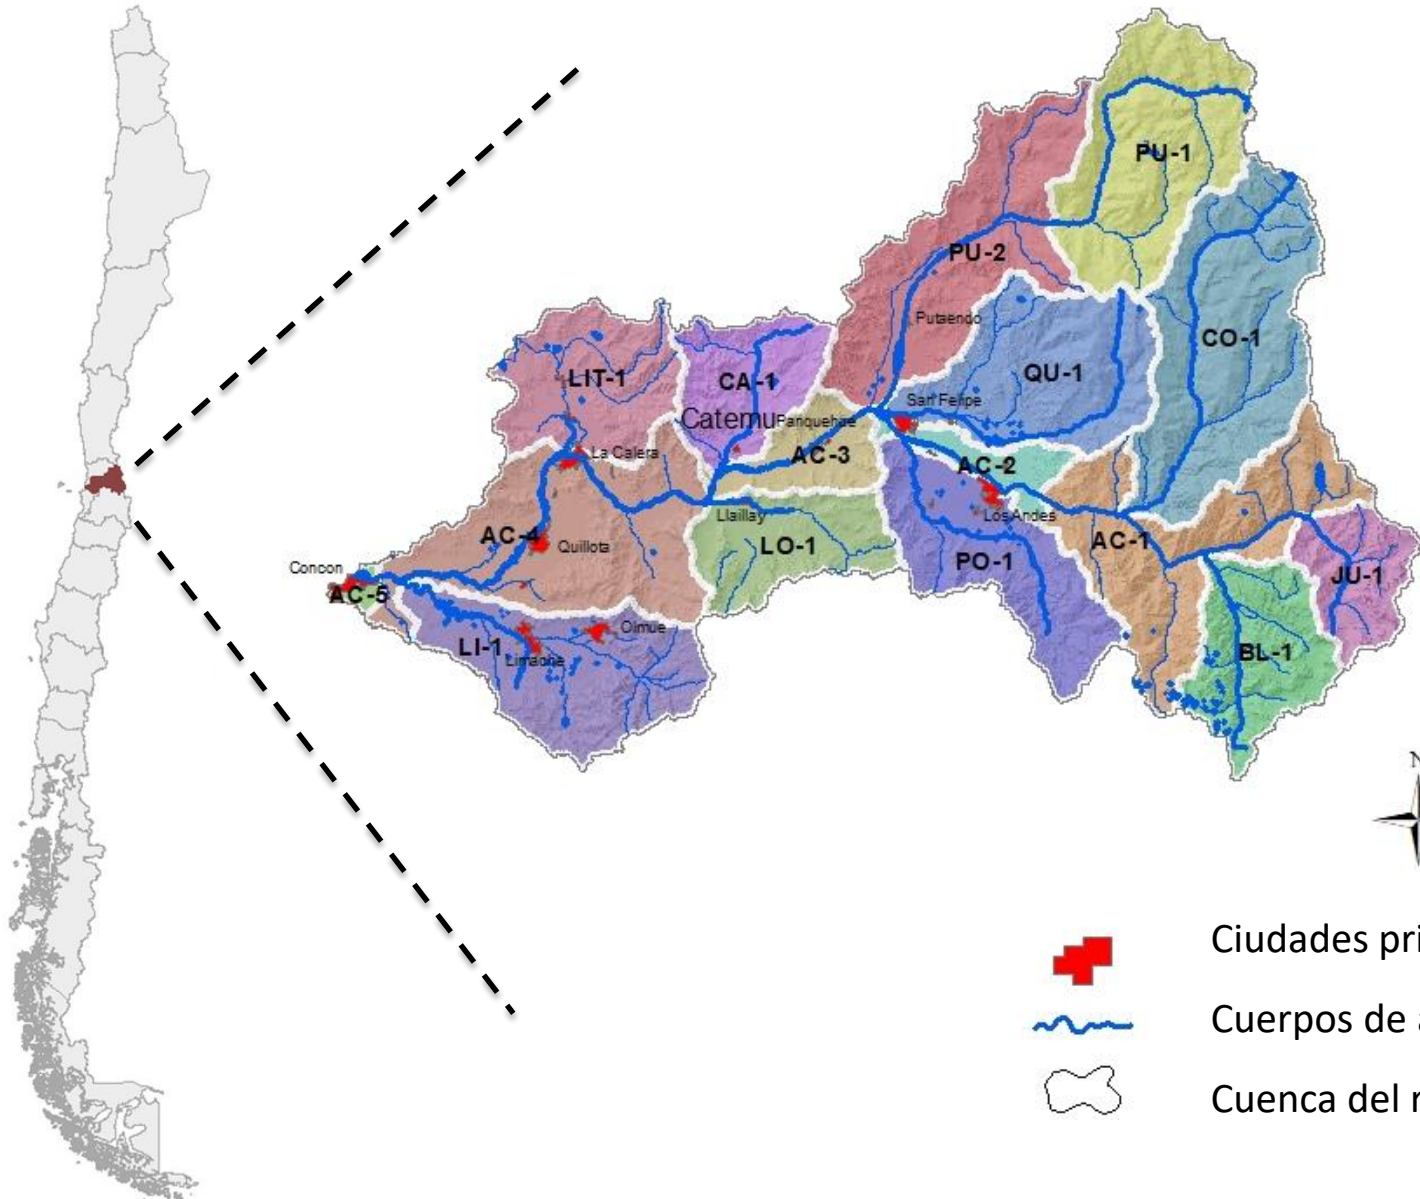 PU-1
PU-2
CO-1
Putaendo
QU-1
LIT-1
CA-1
San Felipe
Catemu
Panquehue
La Calera
AC-3
AC-2
Llaillay
Los Andes
AC-4
Quillota
LO-1
AC-1
PO-1
JU-1
Concon
AC-5
Olmue
LI-1
Limache
BL-1
N
Ciudades pri
Cuerpos de a
Cuenca del r